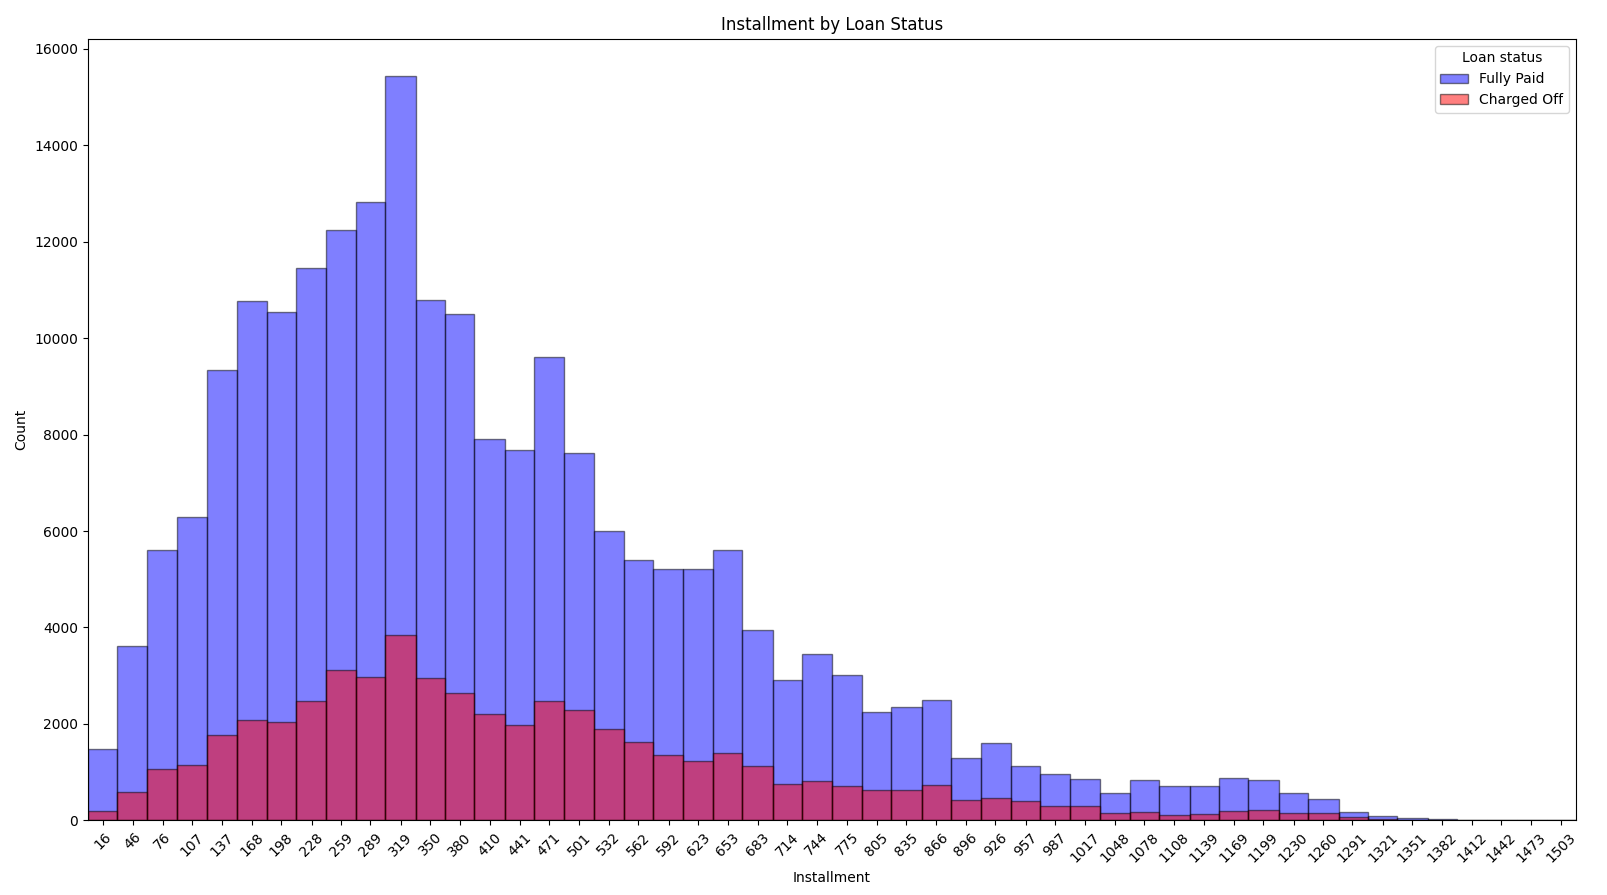 Installment by Loan Status
Loan status
Fully Paid
Charged Off
16000
14000
12000
10000
8000
6000
4000
2000
0
Count
16 46 76 107 137 168 198 228 259 289 319 350 380 410 441 471 501 532 562 592 623 653 683 714 744 775 805 835 866 896 926 957 987 1017 1048 1078 1108 1139 1169 1199 1230 1260 1291 1321 1351 1382 1412 1442 1473 1503
Installment